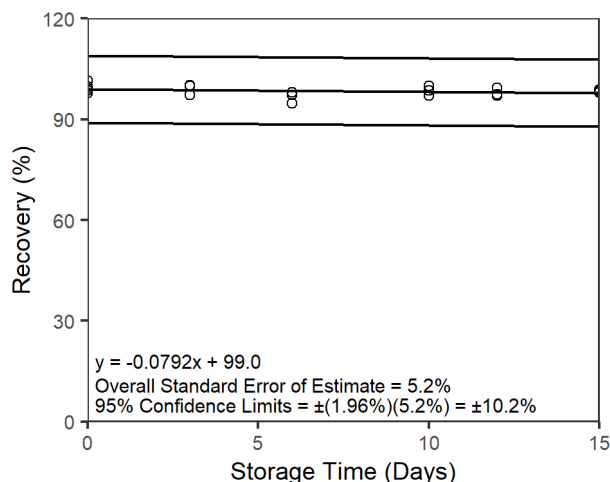 120
90
60
30
0
Recovery (%)
y = -0.0792x + 99.0
Overall Standard Error of Estimate = 5.2%
95% Confidence Limits = ±(1.96%)(5.2%) = ±10.2%
0 5 10 15
Storage Time (Days)